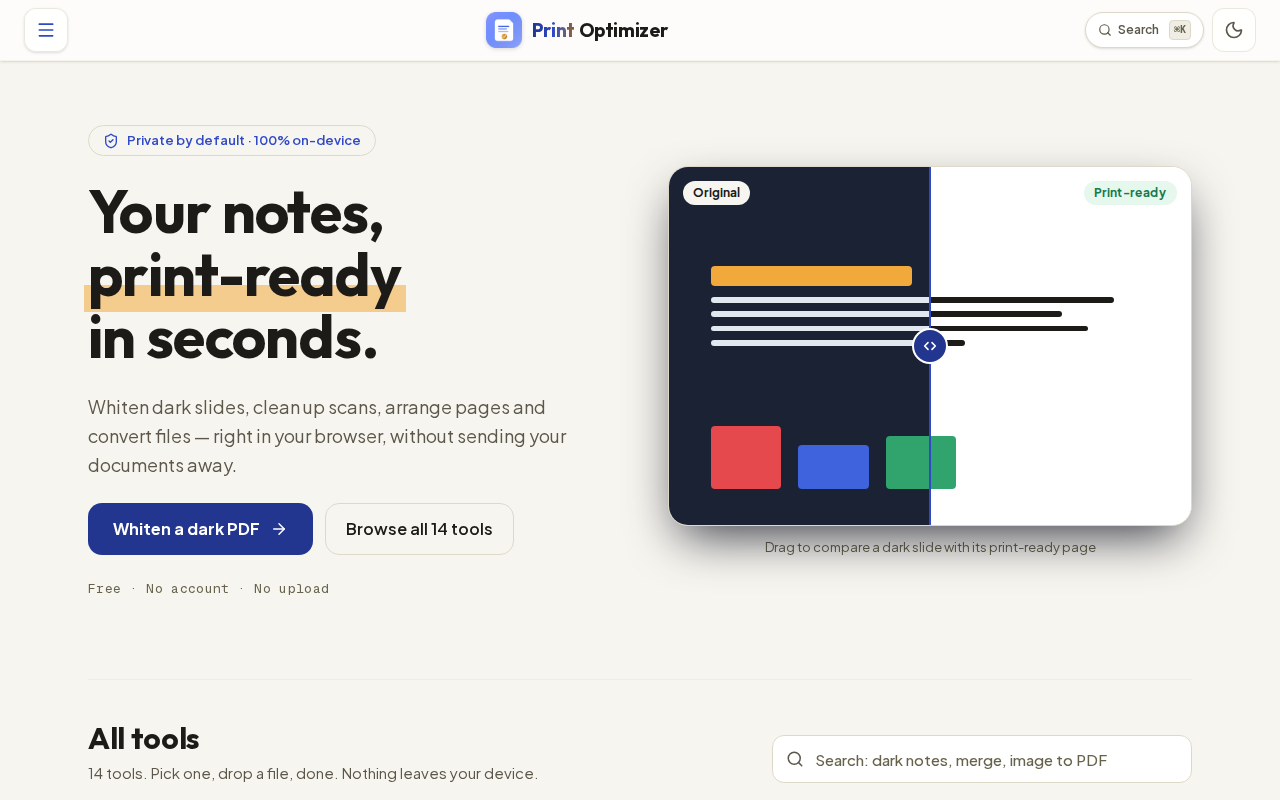 Print Optimizer
Search ⌘K
Private by default · 100% on-device
Your notes,
print-ready
in seconds.
Whiten dark slides, clean up scans, arrange pages and
convert files — right in your browser, without sending your
documents away.
Whiten a dark PDF
Browse all 14 tools
Free · No account · No upload
Original
Print-ready
Drag to compare a dark slide with its print-ready page
All tools
14 tools. Pick one, drop a file, done. Nothing leaves your device.
Search: dark notes, merge, image to PDF